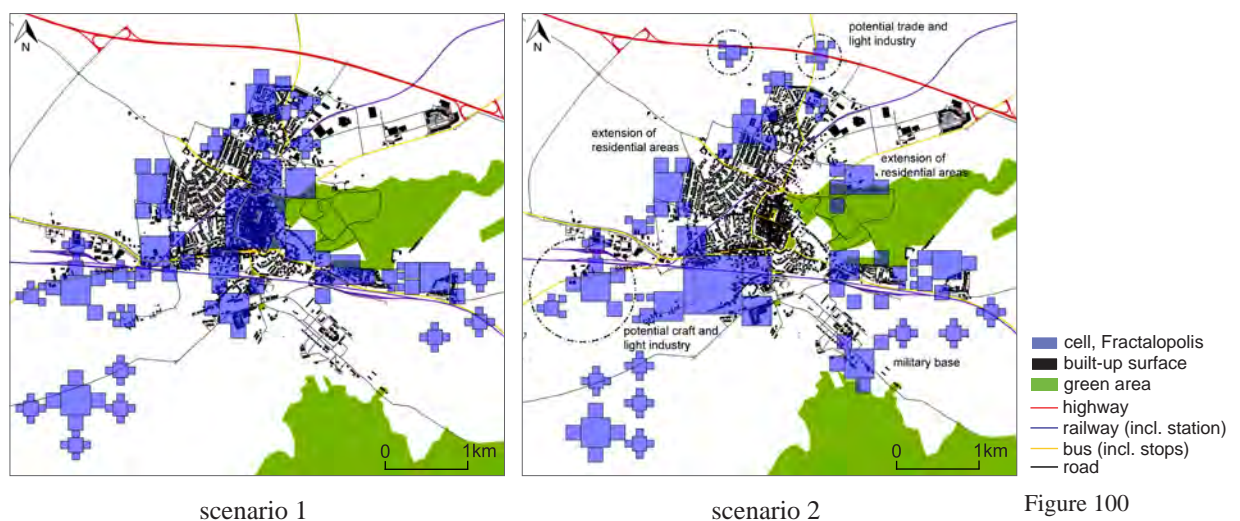 N
0
1km
scenario 1
N
potential trade and
light industry
extension of
residential areas
extension of
residential areas
potential craft and
light industry
military base
0
1km
scenario 2
cell, Fractalopolis
built-up surface
green area
highway
railway (incl. station)
bus (incl. stops)
road
Figure 100